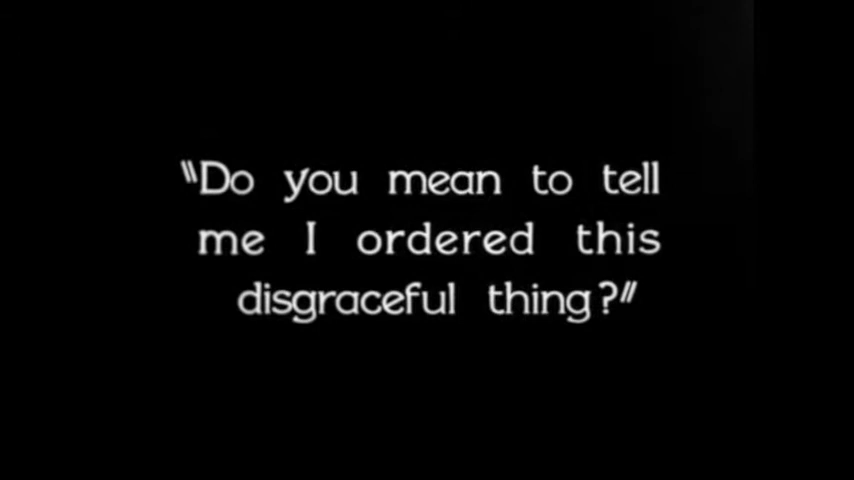 "Do you mean to tell
me I ordered this
disgraceful thing?"